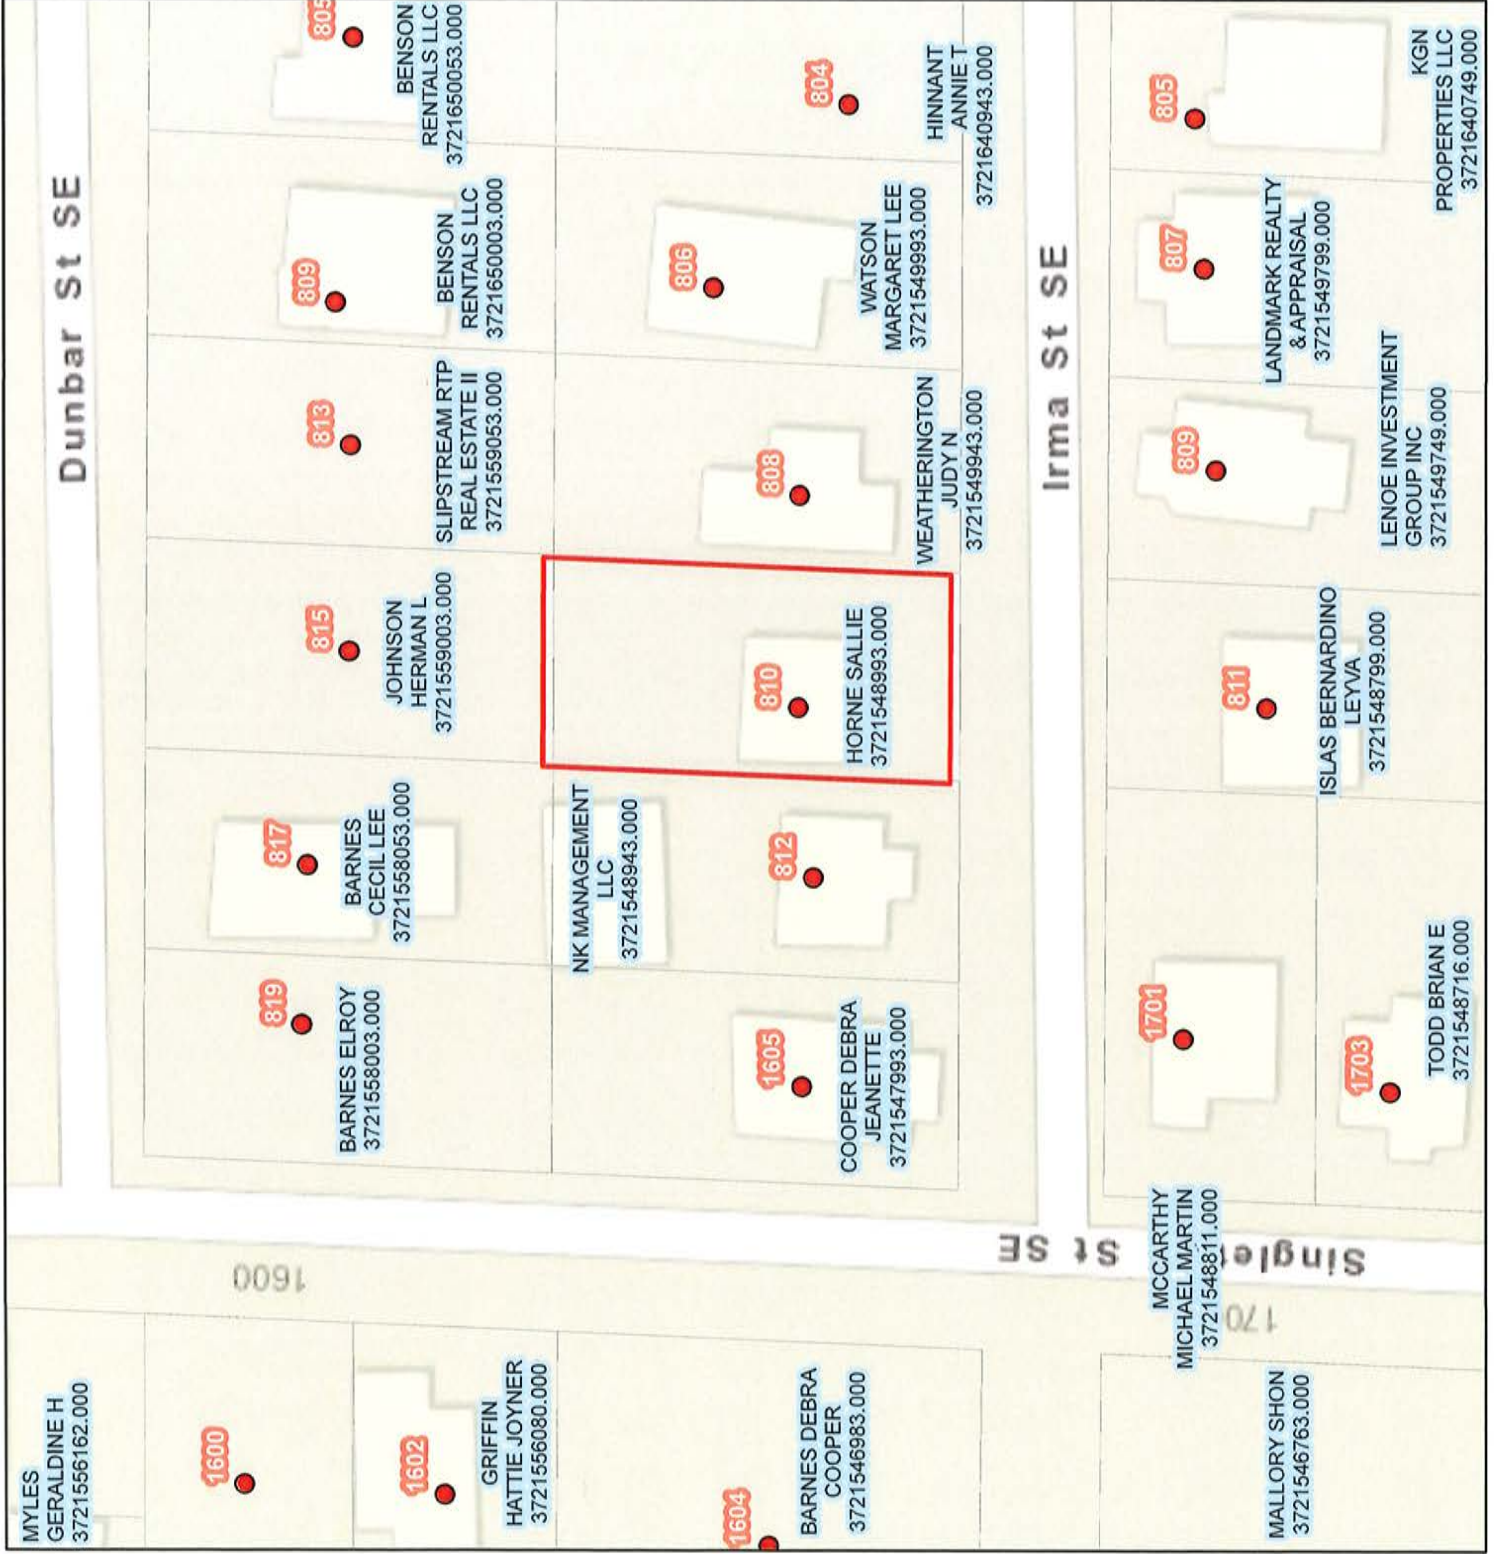 Dunbar St SE
805
BENSON
RENTALS LLC
3721650053.000
809
BENSON
RENTALS LLC
3721650003.000
813
SLIPSTREAM RTP
REAL ESTATE II
3721559053.000
815
JOHNSON
HERMAN L
3721559003.000
817
BARNES
CECIL LEE
3721558053.000
819
BARNES ELROY
3721558003.000
804
HINNANT
ANNIE T
3721640943.000
806
WATSON
MARGARET LEE
3721549993.000
808
WEATHERINGTON
JUDY N
3721549943.000
810
HORNE SALLIE
3721548993.000
NK MANAGEMENT
LLC
3721548943.000
812
1605
COOPER DEBRA
JEANETTE
3721547993.000
Irma St SE
805
KGN
PROPERTIES LLC
3721640749.000
807
LANDMARK REALTY
& APPRAISAL
3721549799.000
809
LENOE INVESTMENT
GROUP INC
3721549749.000
811
ISLAS BERNARDINO
LEYVA
3721548799.000
1701
MCCARTHY
MICHAEL MARTIN
3721548811.000
1703
TODD BRIAN E
3721548716.000
Single St SE
1600
170
MYLES
GERALDINE H
3721556162.000
1600
1602
GRIFFIN
HATTIE JOYNER
3721556080.000
1604
BARNES DEBRA
COOPER
3721546983.000
MALLORY SHON
3721546763.000